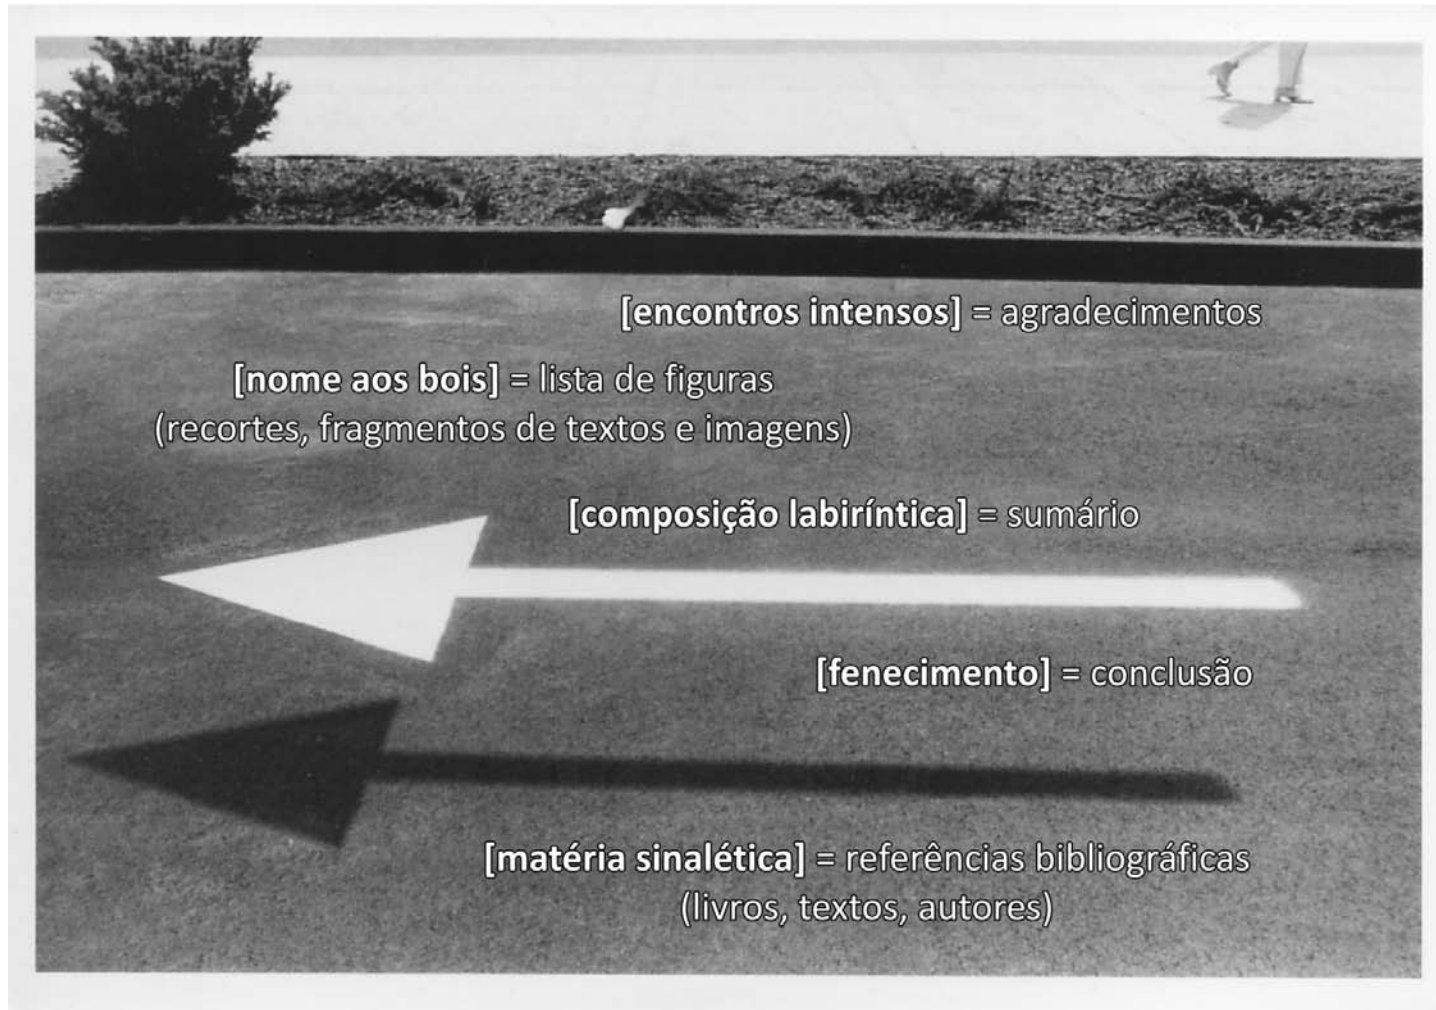 [encontros intensos] = agradecimentos
[nome aos bois] = lista de figuras
(recortes, fragmentos de textos e imagens)
[composição labiríntica] = sumário
[fenecimento] = conclusão
[matéria sinalética] = referências bibliográficas
(livros, textos, autores)